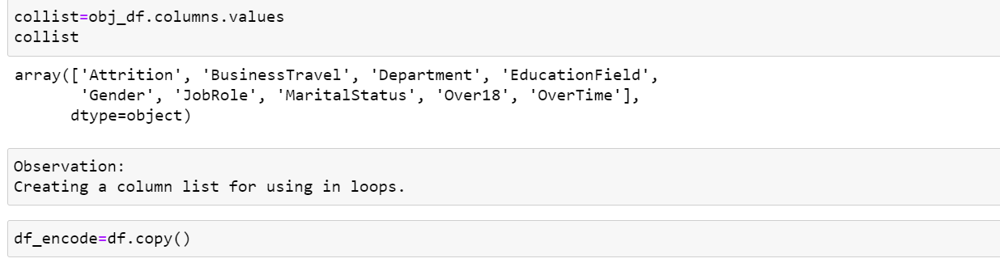 collist=obj_df.columns.values
collist
array(['Attrition', 'BusinessTravel', 'Department', 'EducationField',
'Gender', 'JobRole', 'MaritalStatus', 'Over18', 'OverTime'],
dtype=object)
Observation:
Creating a column list for using in loops.
df_encode=df.copy()